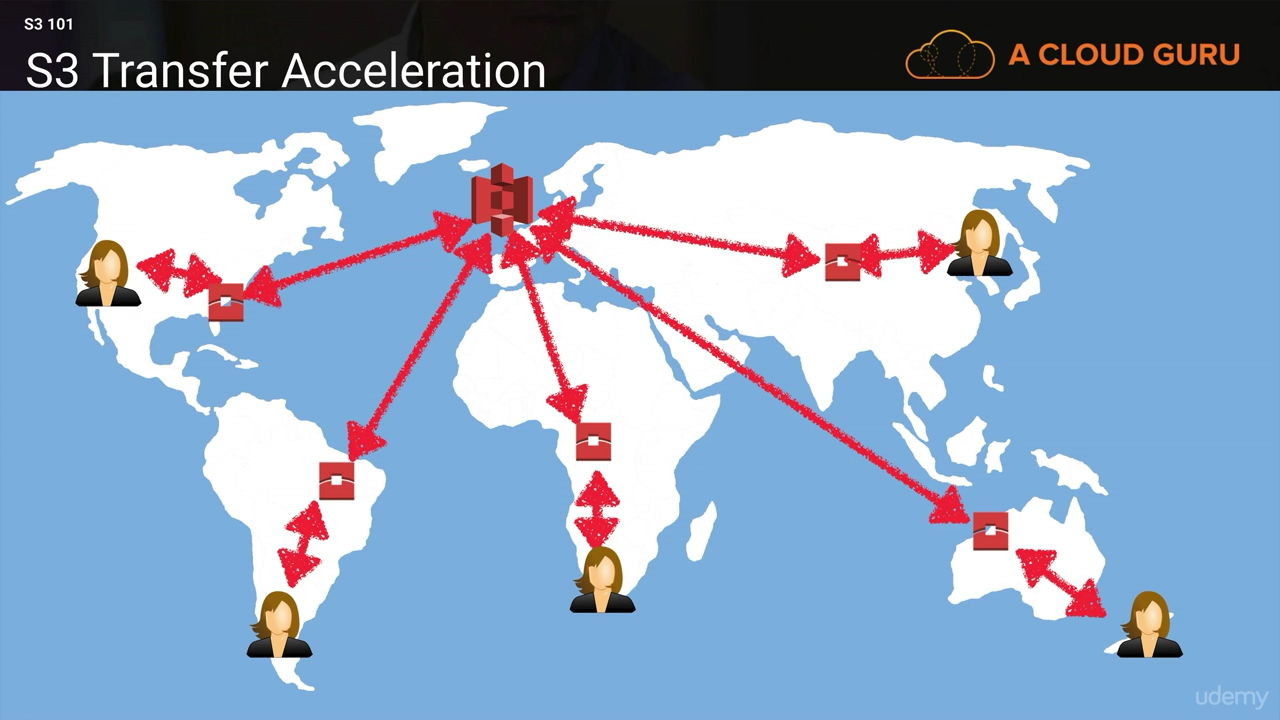 S3 101
S3 Transfer Acceleration
A CLOUD GURU
udemy